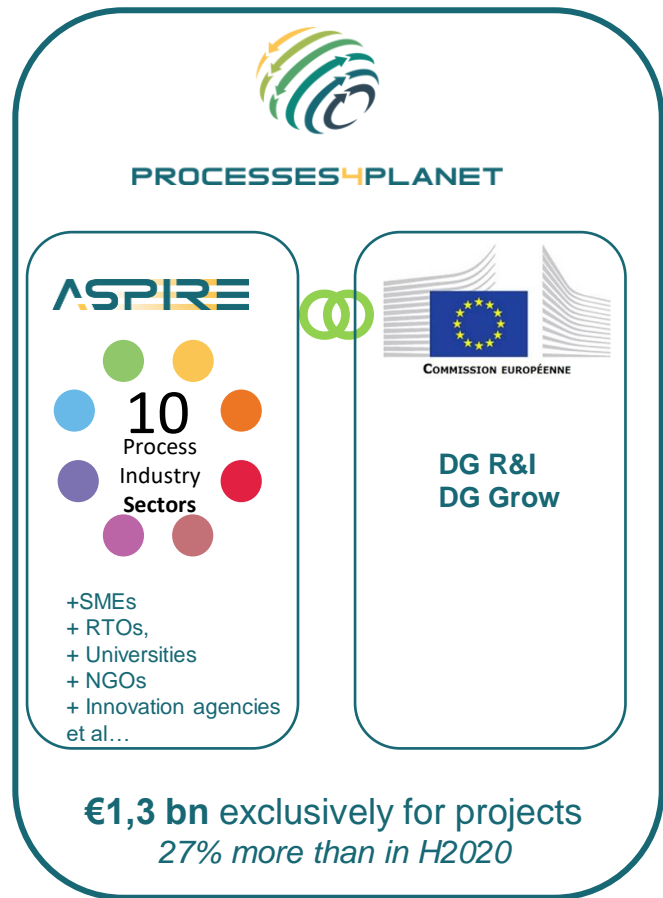 PROCESSES4PLANET
ASPIRE
10
Process
Industry
Sectors
+SMEs
+ RTOs,
+ Universities
+ NGOs
+ Innovation agencies
et al…
COMMISSION EUROPÉENNE
DG R&I
DG Grow
€1,3 bn exclusively for projects
27% more than in H2020